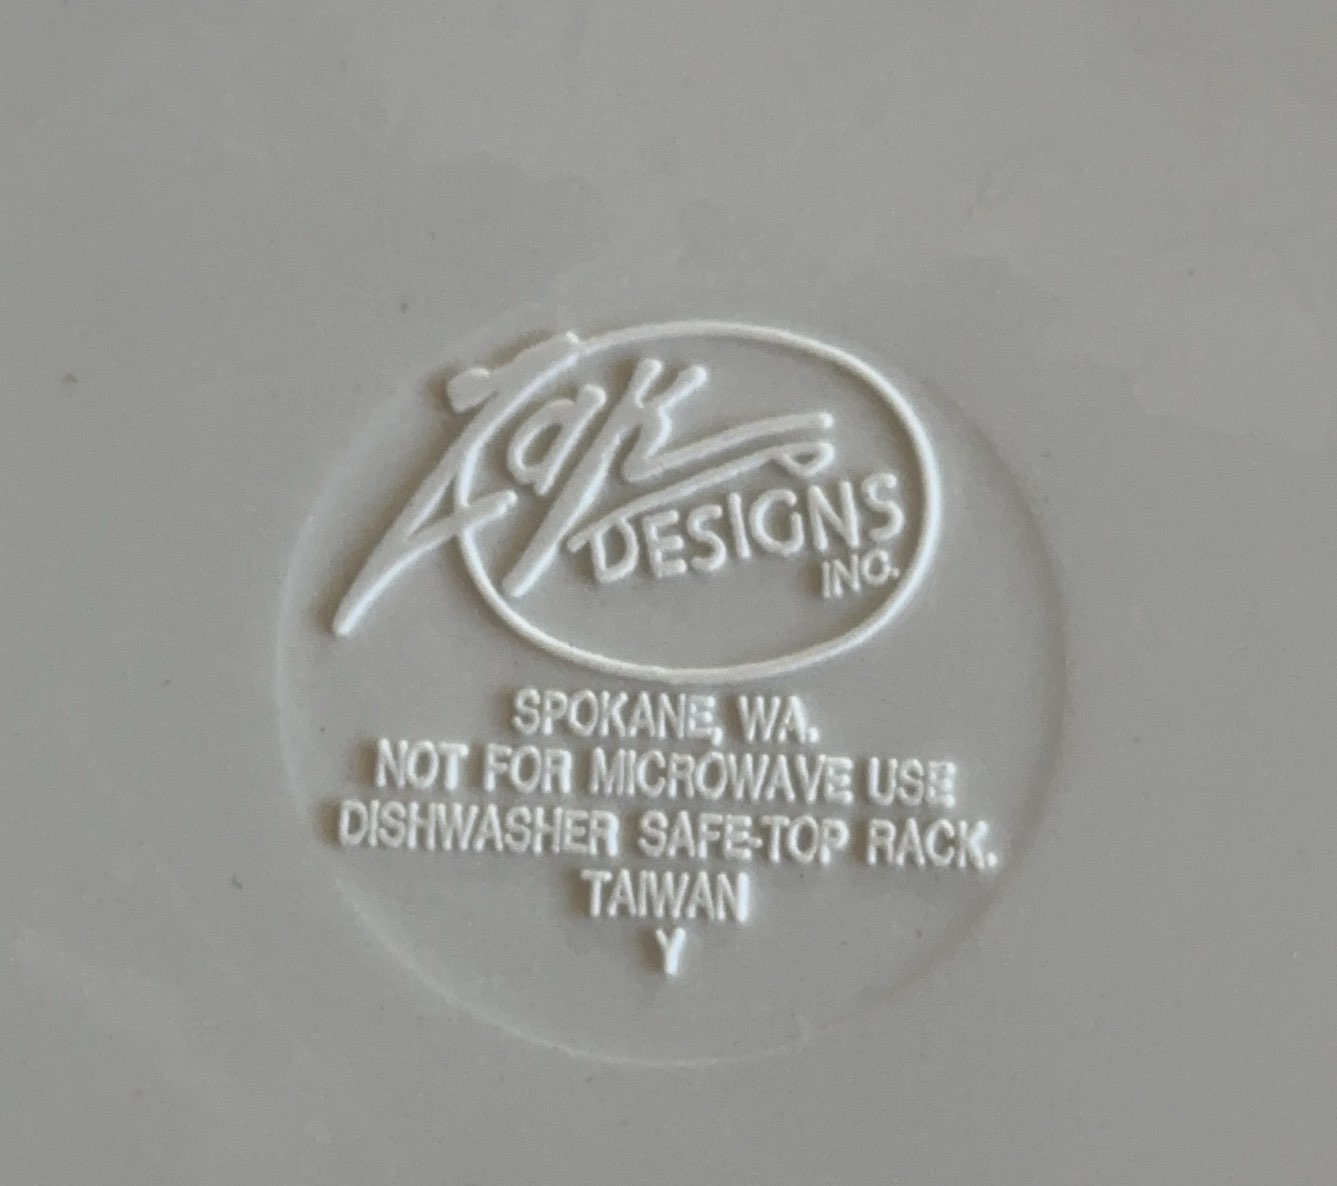 Zak
DESIGNS
INC.
SPOKANE, WA.
NOT FOR MICROWAVE USE
DISHWASHER SAFE-TOP RACK.
TAIWAN
Y